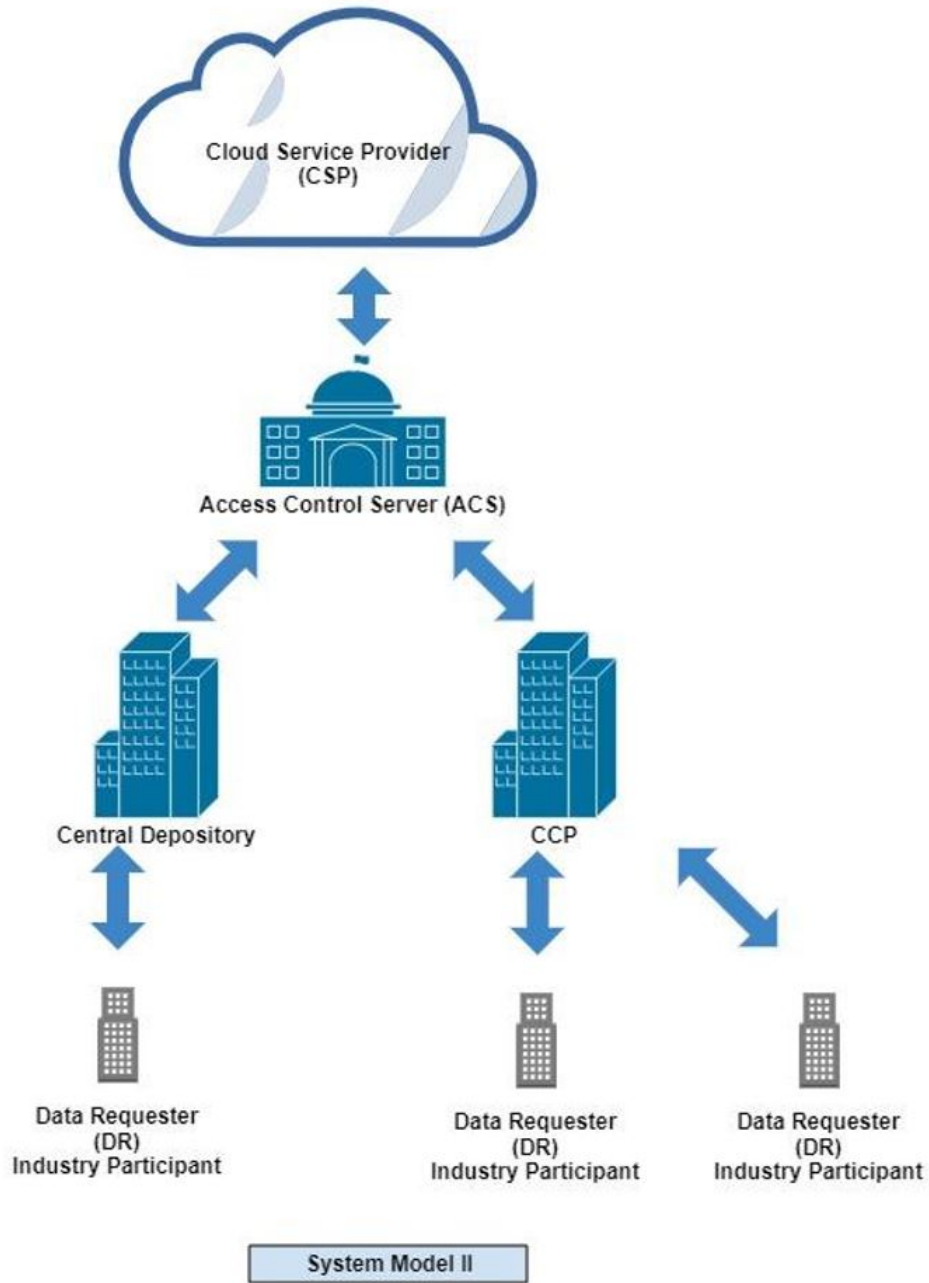 Cloud Service Provider
(CSP)
Access Control Server (ACS)
Central Depository
CCP
Data Requester
(DR)
Industry Participant
Data Requester
(DR)
Industry Participant
Data Requester
(DR)
Industry Participant
System Model II